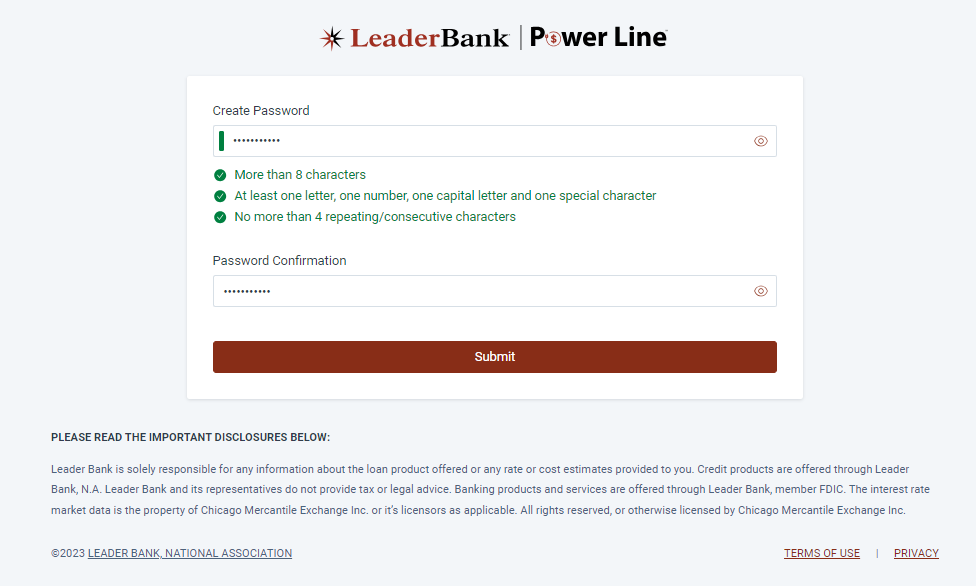 LeaderBank | Power Line
Create Password
•••••••••••
More than 8 characters
At least one letter, one number, one capital letter and one special character
No more than 4 repeating/consecutive characters
Password Confirmation
•••••••••••
Submit
PLEASE READ THE IMPORTANT DISCLOSURES BELOW:
Leader Bank is solely responsible for any information about the loan product offered or any rate or cost estimates provided to you. Credit products are offered through Leader
Bank, N.A. Leader Bank and its representatives do not provide tax or legal advice. Banking products and services are offered through Leader Bank, member FDIC. The interest rate
market data is the property of Chicago Mercantile Exchange Inc. or it’s licensors as applicable. All rights reserved, or otherwise licensed by Chicago Mercantile Exchange Inc.
©2023 LEADER BANK, NATIONAL ASSOCIATION TERMS OF USE | PRIVACY